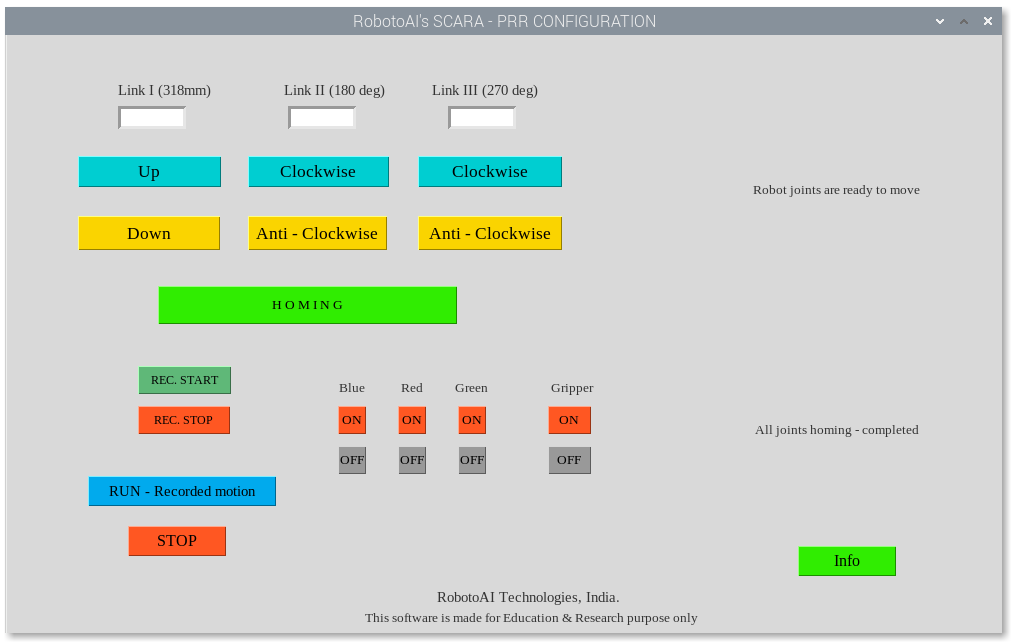 RobotoAI's SCARA - PRR CONFIGURATION
Link I (318mm) Link II (180 deg) Link III (270 deg)
Up Clockwise Clockwise
Robot joints are ready to move
Down Anti - Clockwise Anti - Clockwise
H O M I N G
REC. START
Blue Red Green Gripper
REC. STOP ON ON ON ON
All joints homing - completed
OFF OFF OFF OFF
RUN - Recorded motion
STOP
Info
RobotoAI Technologies, India.
This software is made for Education & Research purpose only